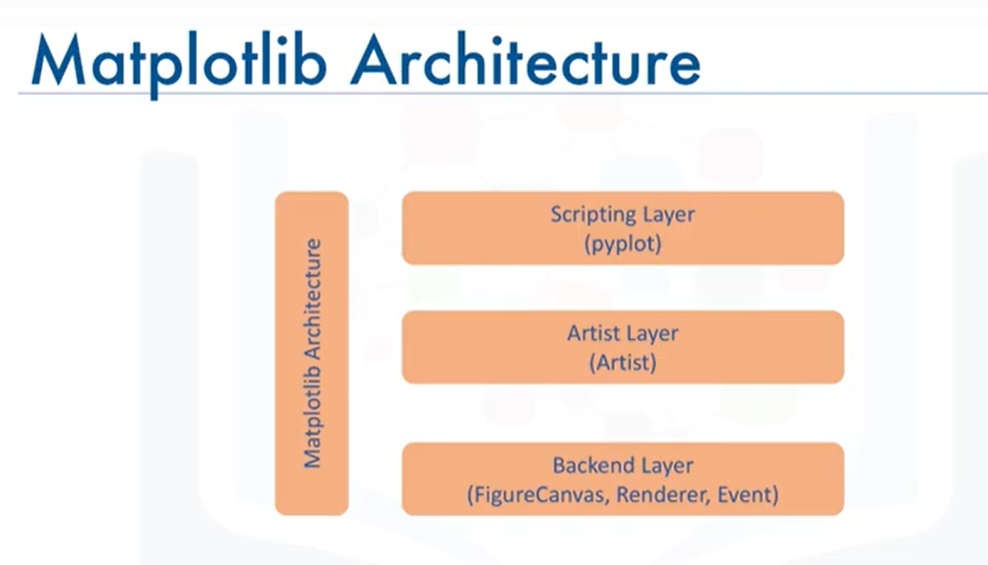 Matplotlib Architecture
Matplotlib Architecture
Scripting Layer
(pyplot)
Artist Layer
(Artist)
Backend Layer
(FigureCanvas, Renderer, Event)